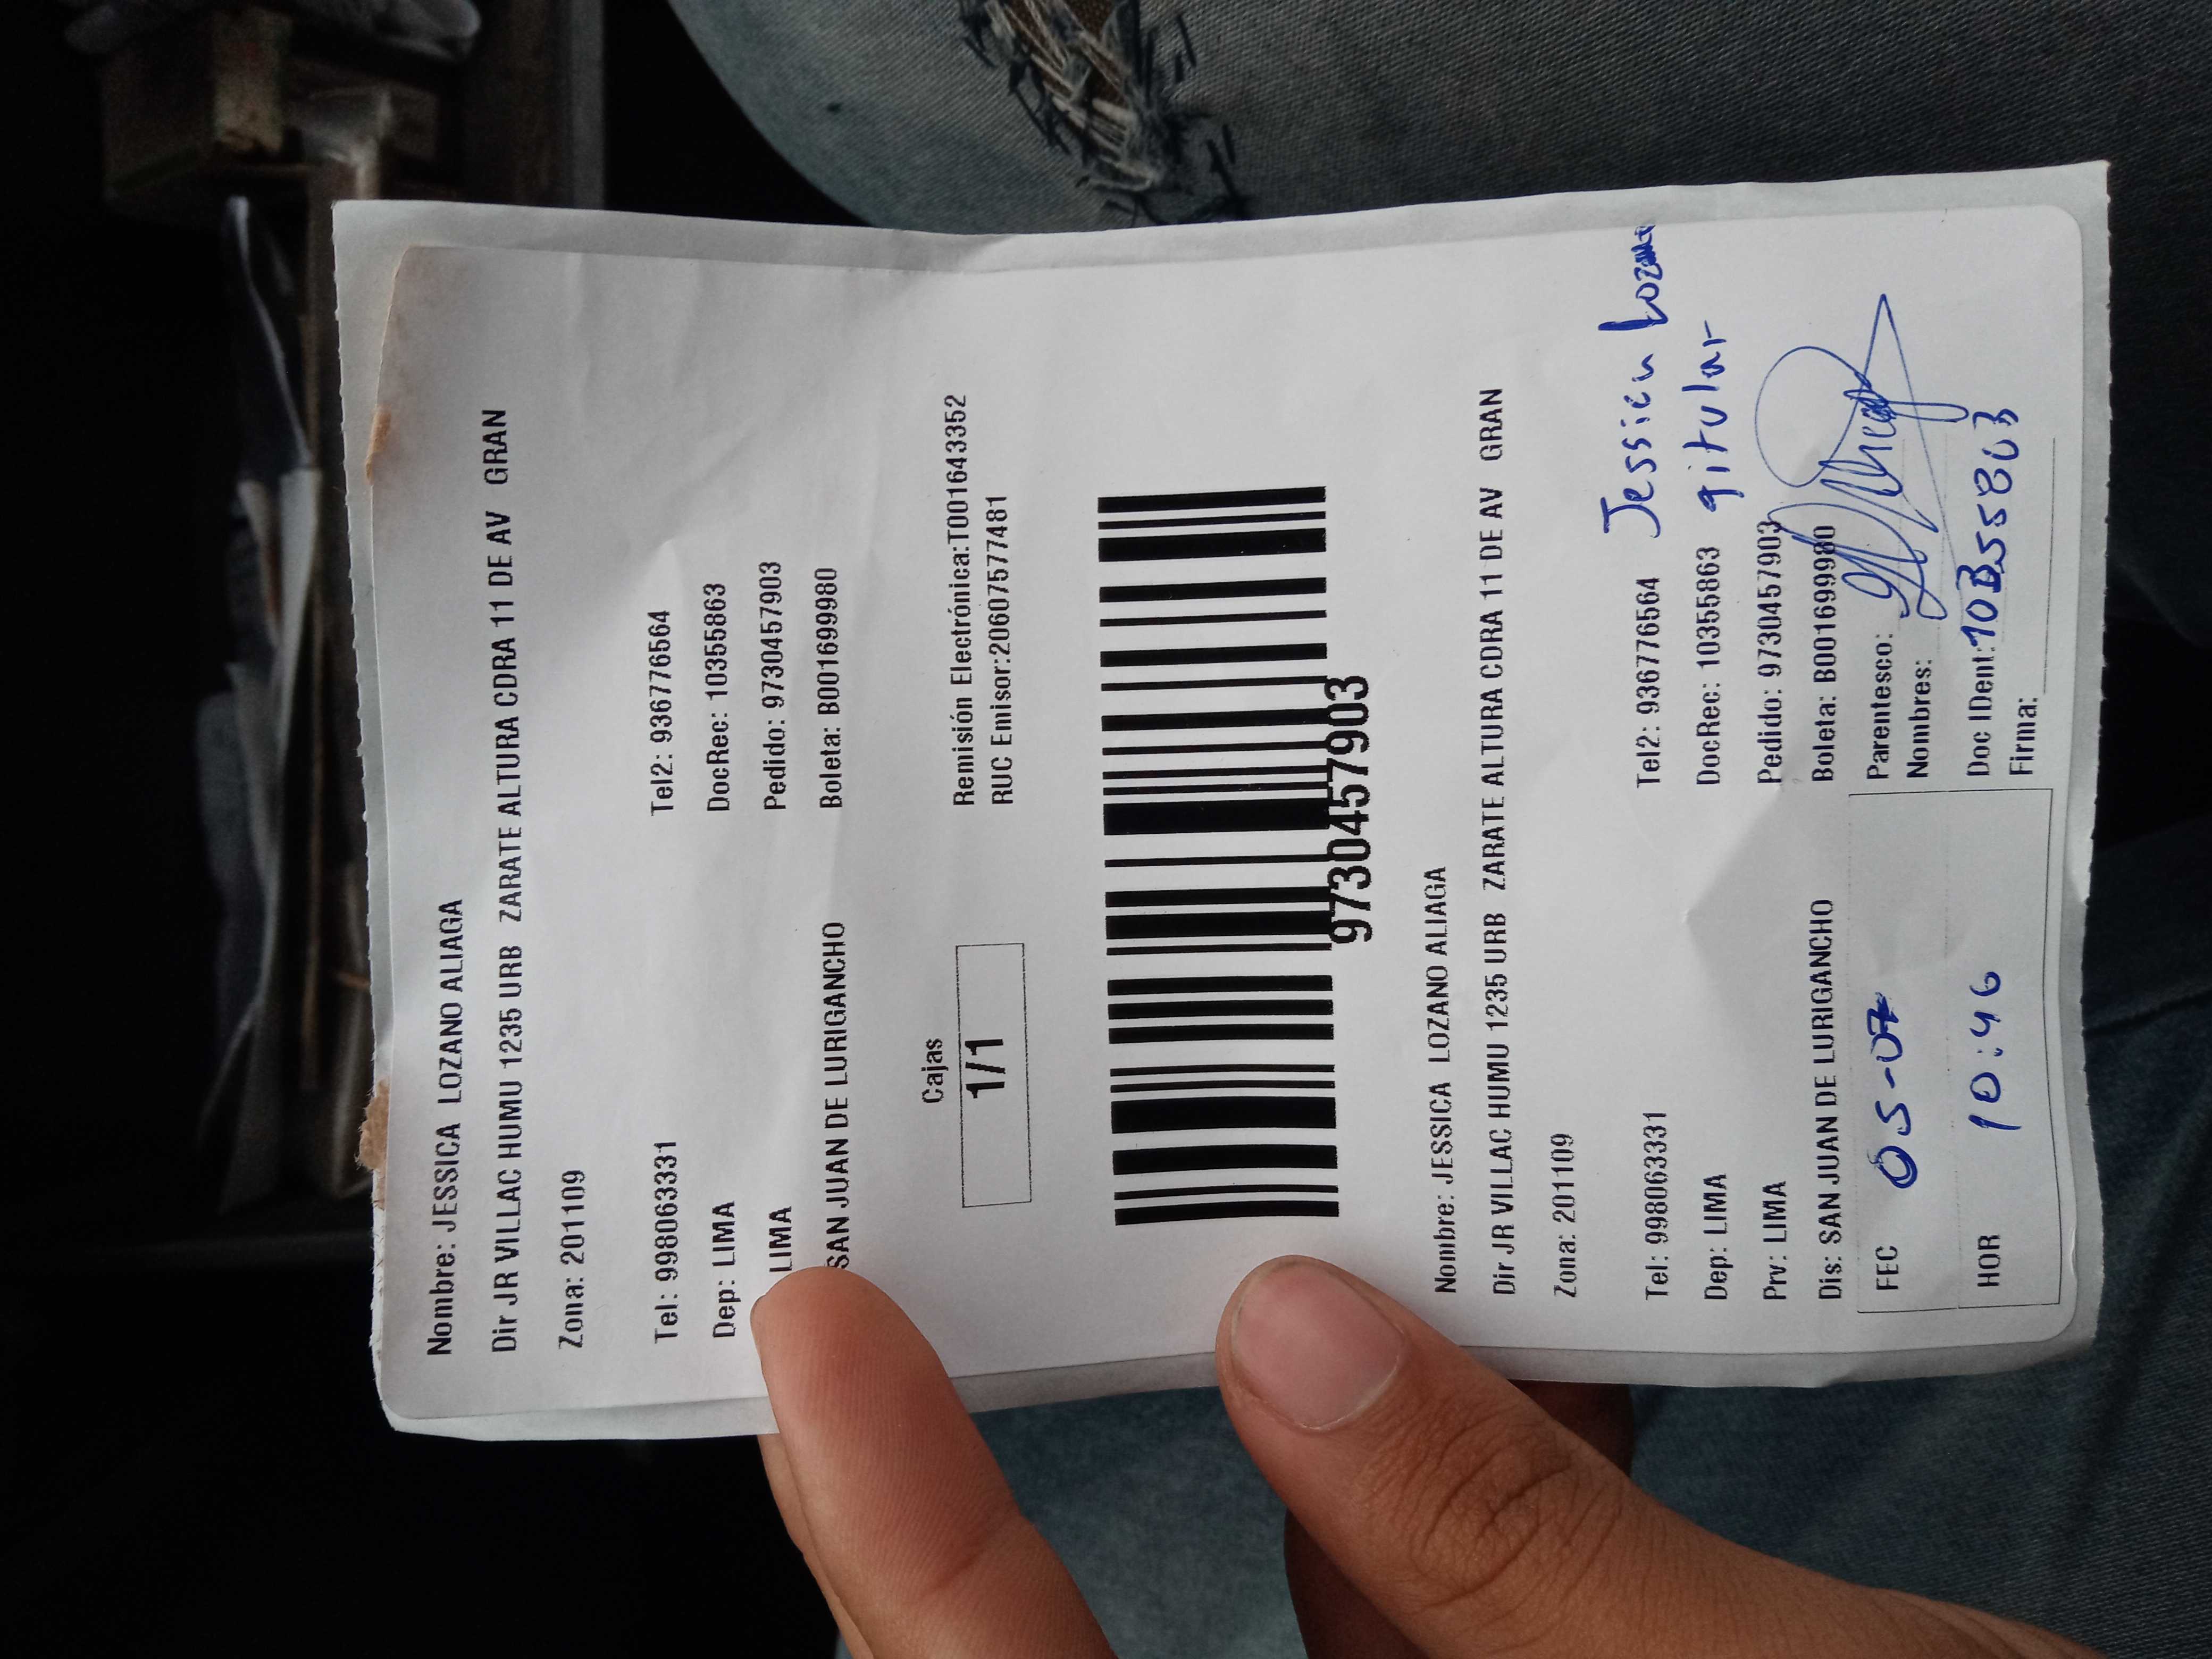 Nombre: JESSICA LOZANO ALIAGA
Dir JR VILLAC HUMU 1235 URB ZARATE ALTURA CDRA 11 DE AV GRAN
Zona: 201109
Tel: 998063331 Tel2: 936776564
Dep: LIMA DocRec: 10355863
LIMA Pedido: 9730457903
SAN JUAN DE LURIGANCHO Boleta: B001699980
Cajas
1/1
Remisión Electrónica:T001643352
RUC Emisor:20607577481
9730457903
Nombre: JESSICA LOZANO ALIAGA
Dir JR VILLAC HUMU 1235 URB ZARATE ALTURA CDRA 11 DE AV GRAN
Zona: 201109
Tel: 998063331 Tel2: 936776564 Jessica Lozano
Dep: LIMA DocRec: 10355863
Prv: LIMA Pedido: 9730457903
Dis: SAN JUAN DE LURIGANCHO Boleta: B001699980
FEC 05-07 Parentesco:
Nombres:
HOR 10:46 Doc IDent:10355863
Firma: